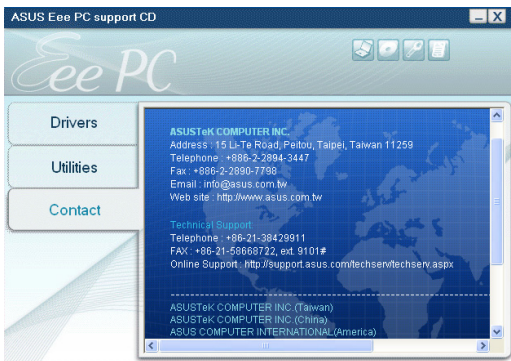 ASUS Eee PC support CD
Eee PC
Drivers
Utilities
Contact
ASUSTeK COMPUTER INC.
Address : 15 Li-Te Road, Peitou, Taipei, Taiwan 11259
Telephone : +886-2-2894-3447
Fax : +886-2-2890-7798
Email : info@asus.com.tw
Web site : http://www.asus.com.tw
Technical Support
Telephone : +86-21-38429911
FAX : +86-21-58668722, ext. 9101#
Online Support : http://support.asus.com/techserv/techserv.aspx
ASUSTeK COMPUTER INC.(Taiwan)
ASUSTeK COMPUTER INC.(China)
ASUS COMPUTER INTERNATIONAL(America)